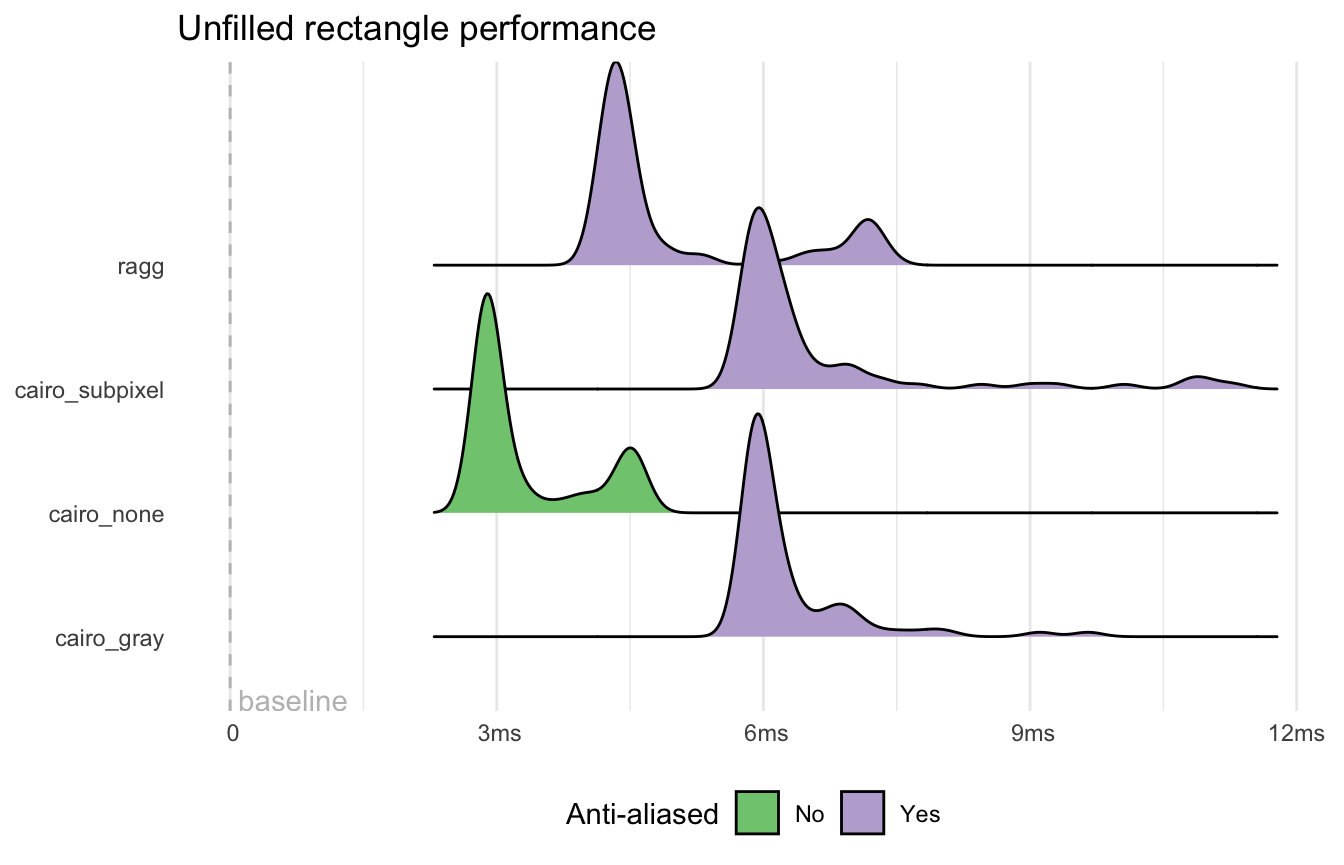 Unfilled rectangle performance
ragg
cairo_subpixel
cairo_none
cairo_gray
baseline
0 3ms 6ms 9ms 12ms
Anti-aliased No Yes